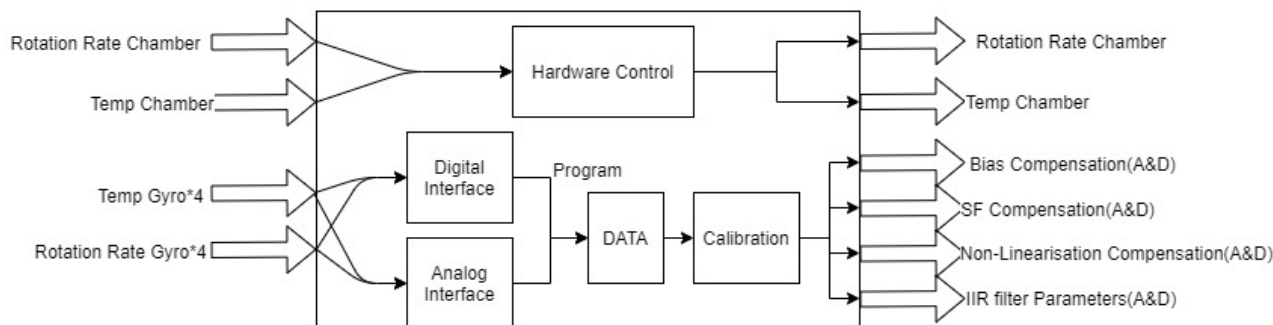 Rotation Rate Chamber
Temp Chamber
Hardware Control
Rotation Rate Chamber
Temp Chamber
Temp Gyro*4
Rotation Rate Gyro*4
Digital
Interface
Analog
Interface
Program
DATA
Calibration
Bias Compensation(A&D)
SF Compensation(A&D)
Non-Linearisation Compensation(A&D)
IIR filter Parameters(A&D)